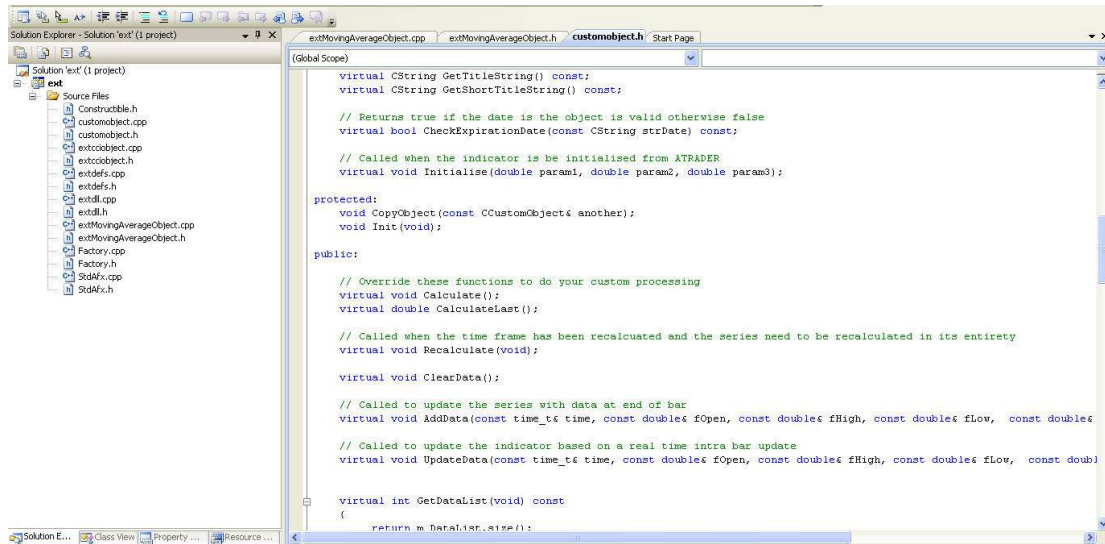 Solution Explorer - Solution 'ext' (1 project)
Solution 'ext' (1 project)
ext
Source Files
Constructible.h
customobject.cpp
customobject.h
extcciobject.cpp
extcciobject.h
extdefs.cpp
extdefs.h
extdll.cpp
extdll.h
extMovingAverageObject.cpp
extMovingAverageObject.h
Factory.cpp
Factory.h
StdAfx.cpp
StdAfx.h
Solution E... Class View Property ... Resource ...
extMovingAverageObject.cpp extMovingAverageObject.h customobject.h Start Page
(Global Scope)
virtual CString GetTitleString() const;
virtual CString GetShortTitleString() const;
// Returns true if the date is the object is valid otherwise false
virtual bool CheckExpirationDate(const CString strDate) const;
// Called when the indicator is be initialised from ATRADER
virtual void Initialise(double param1, double param2, double param3);
protected:
void CopyObject(const CCustomObject& another);
void Init(void);
public:
// Override these functions to do your custom processing
virtual void Calculate();
virtual double CalculateLast();
// Called when the time frame has been recalcuated and the series need to be recalculated in its entirety
virtual void Recalculate(void);
virtual void ClearData();
// Called to update the series with data at end of bar
virtual void AddData(const time_t& time, const double& fOpen, const double& fHigh, const double& fLow, const double&
// Called to update the indicator based on a real time intra bar update
virtual void UpdateData(const time_t& time, const double& fOpen, const double& fHigh, const double& fLow, const doubl
virtual int GetDataList(void) const
{
return m_DataList.size();